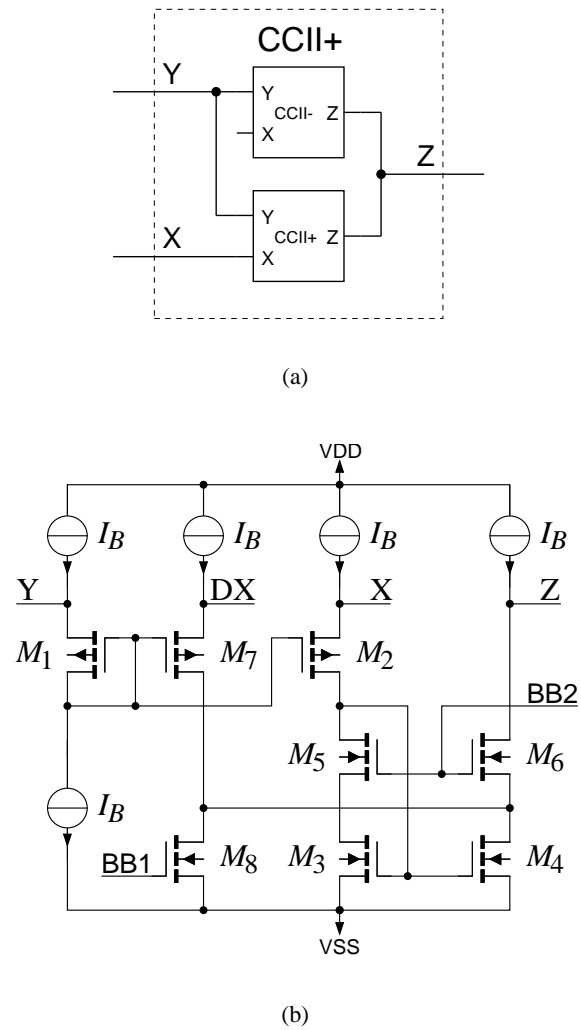 CCII+
Y
Y
CCII-
Z
X
Z
Y
CCII+
Z
X
X
(a)
VDD
I_B
I_B
I_B
I_B
Y
DX
X
Z
M_1
M_7
M_2
BB2
M_5
M_6
I_B
BB1
M_8
M_3
M_4
VSS
(b)